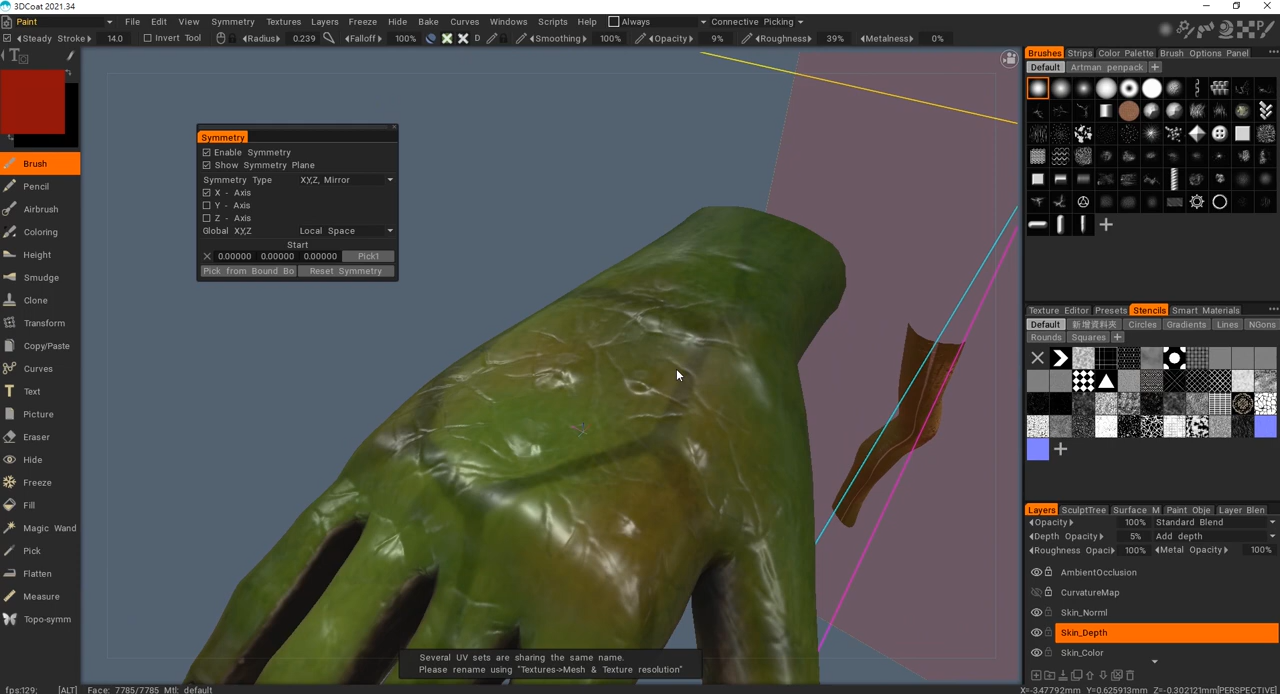 3DCoat 2021.34
Paint File Edit View Symmetry Textures Layers Freeze Hide Bake Curves Windows Scripts Help Always Connective Picking
Steady Stroke 14.0 Invert Tool Radius 0.239 Falloff 100% D Smoothing 100% Opacity 9% Roughness 39% Metalness 0%
Brush
Pencil
Airbrush
Coloring
Height
Smudge
Clone
Transform
Copy/Paste
Curves
Text
Picture
Eraser
Hide
Freeze
Fill
Magic Wand
Pick
Flatten
Measure
Topo-symm
Symmetry
Enable Symmetry
Show Symmetry Plane
Symmetry Type X,Y,Z, Mirror
X - Axis
Y - Axis
Z - Axis
Global X,Y,Z Local Space
Start
0.00000 0.00000 0.00000 Pick1
Pick from Bound Bo Reset Symmetry
Several UV sets are sharing the same name.
Please rename using "Textures->Mesh & Texture resolution"
Brushes Strips Color Palette Brush Options Panel
Default Artman penpack
Texture Editor Presets Stencils Smart Materials
Default 新增資料夾 Circles Gradients Lines NGons
Rounds Squares
Layers SculptTree Surface M Paint Obje Layer Blen
Opacity 100% Standard Blend
Depth Opacity 5% Add depth
Roughness Opaci 100% Metal Opacity 100%
AmbientOcclusion
CurvatureMap
Skin_Norml
Skin_Depth
Skin_Color
fps:129; [ALT] Face: 7785/7785 Mtl: default X=-3.47792mm Y=0.625913mm Z=-0.302121mm[PERSPECTIVE]